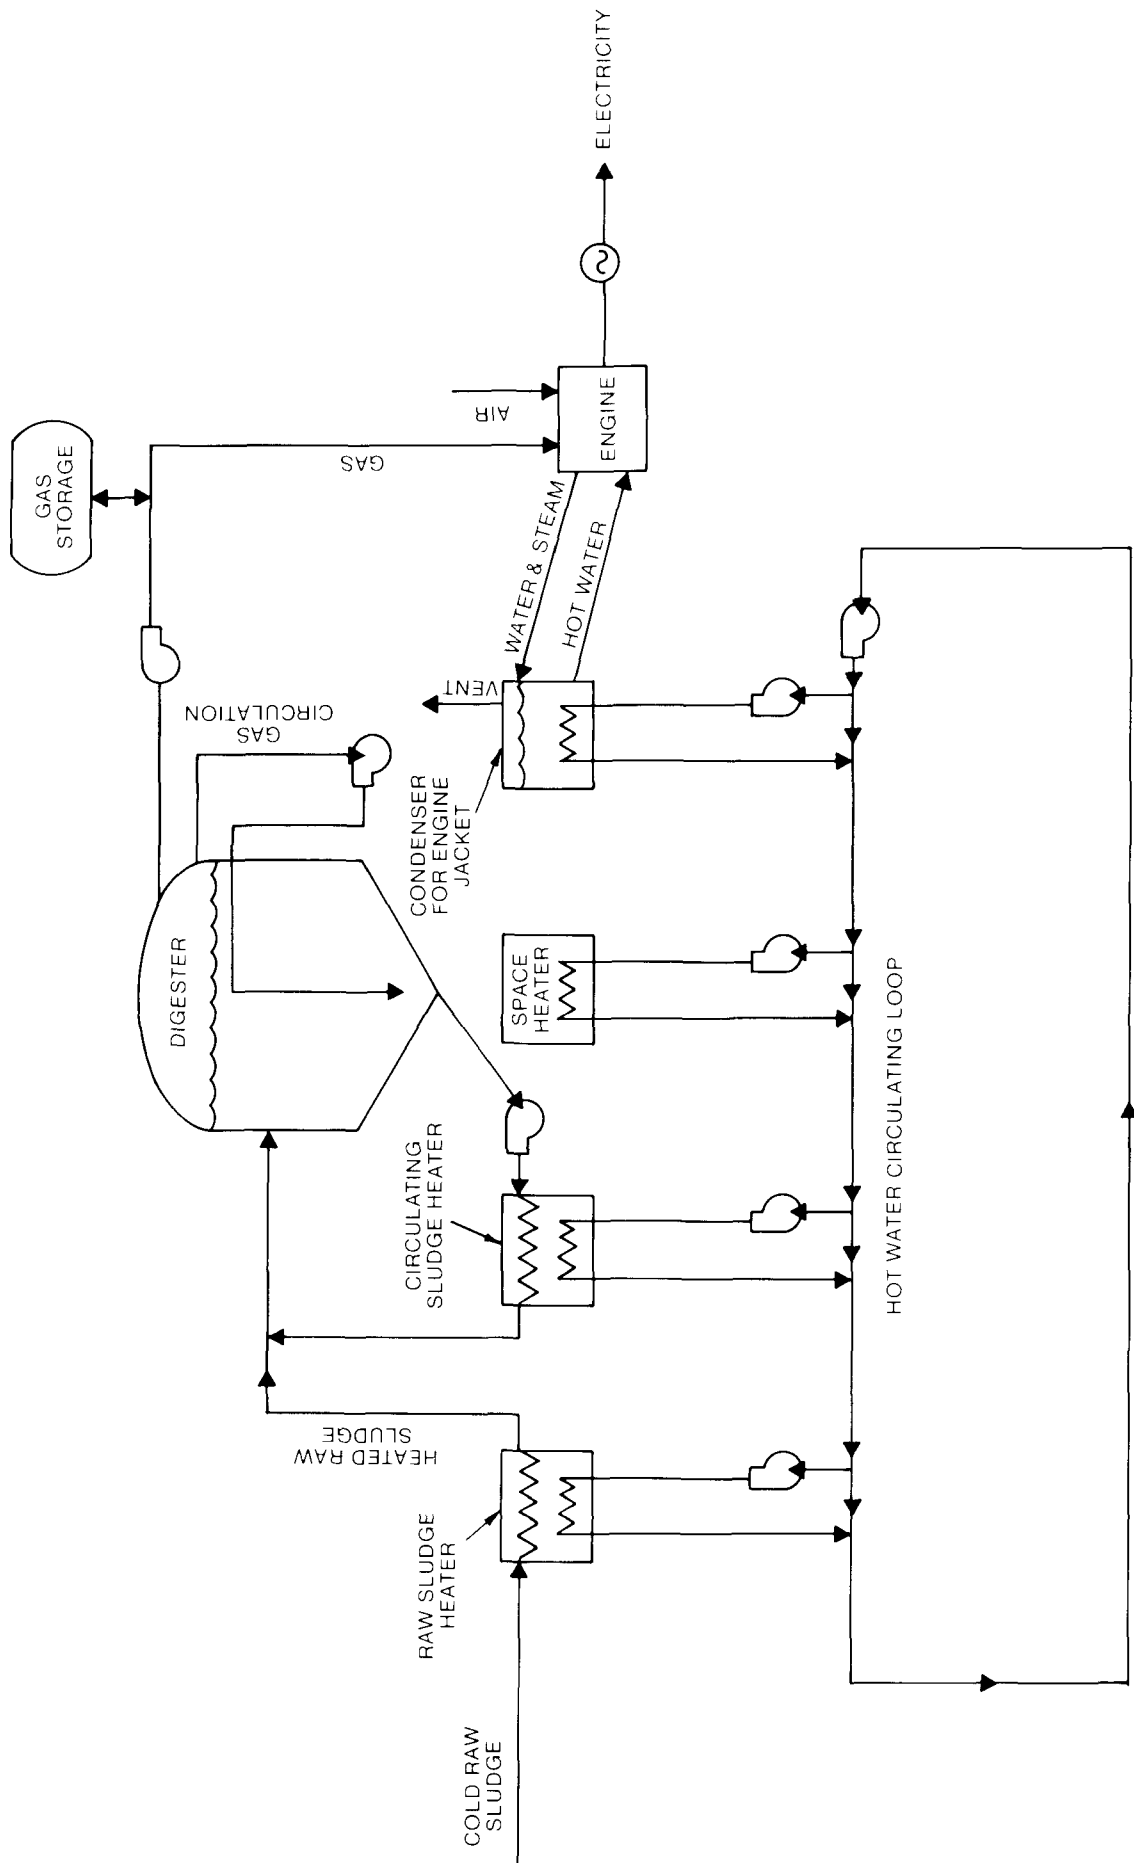 GAS
STORAGE
DIGESTER
GAS
CIRCULATION
GAS
AIR
ENGINE
ELECTRICITY
WATER & STEAM
HOT WATER
VENT
CONDENSER
FOR ENGINE
JACKET
SPACE
HEATER
CIRCULATING
SLUDGE HEATER
HEATED RAW
SLUDGE
RAW SLUDGE
HEATER
COLD RAW
SLUDGE
HOT WATER CIRCULATING LOOP